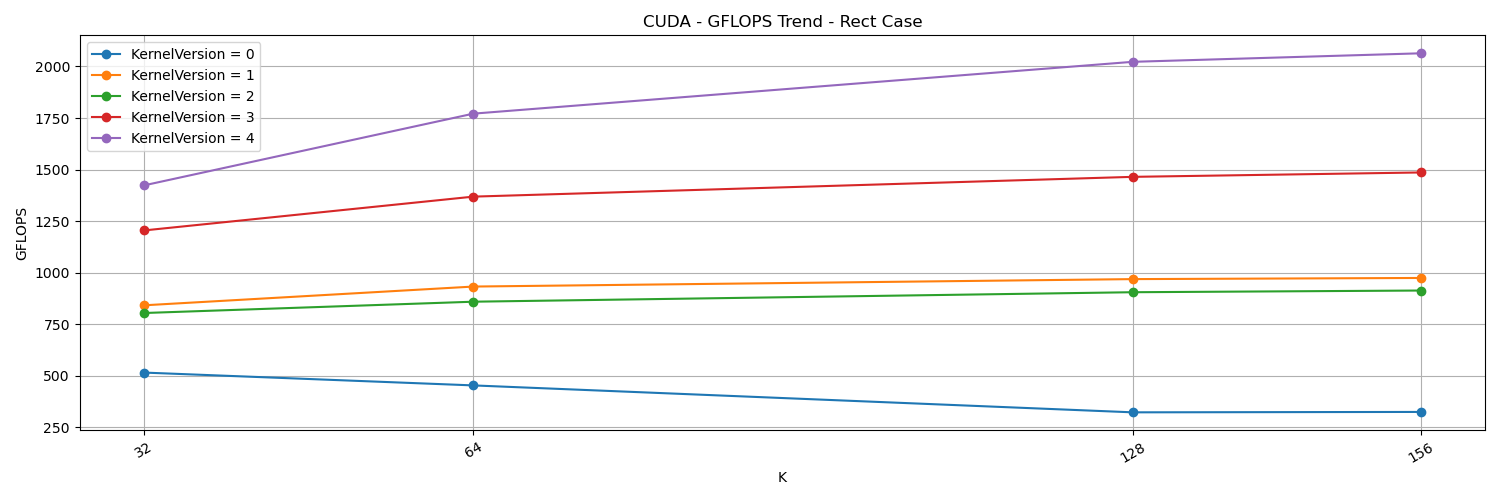 CUDA - GFLOPS Trend - Rect Case
KernelVersion = 0
KernelVersion = 1
KernelVersion = 2
KernelVersion = 3
KernelVersion = 4
2000
1750
1500
1250
1000
750
500
250
GFLOPS
32
64
128
156
K